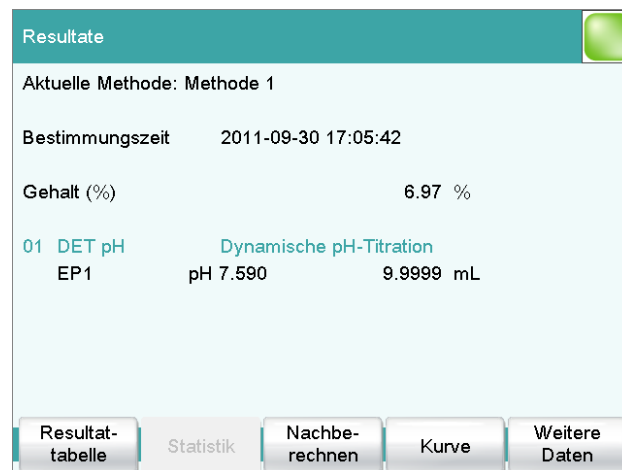 Resultate
Aktuelle Methode: Methode 1
Bestimmungszeit 2011-09-30 17:05:42
Gehalt (%) 6.97 %
01 DET pH Dynamische pH-Titration
EP1 pH 7.590 9.9999 mL
Resultat-
tabelle
Statistik
Nachbe-
rechnen
Kurve
Weitere
Daten